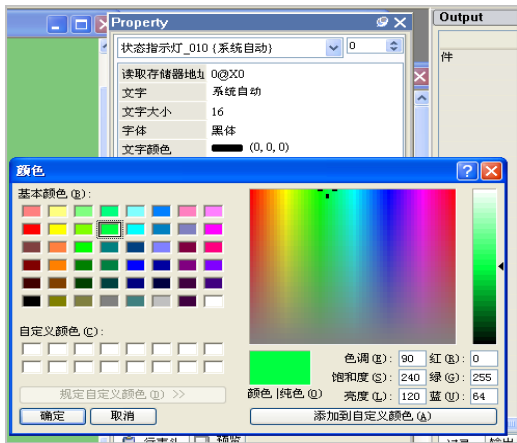 Property
Output
状态指示灯_010 {系统自动}
0
件
读取存储器地址 0@X0
文字 系统自动
文字大小 16
字体 黑体
文字颜色 (0, 0, 0)
颜色
基本颜色(B):
自定义颜色(C):
规定自定义颜色(D) >>
确定
取消
颜色|纯色(O)
色调(E): 90
红(R): 0
饱和度(S): 240
绿(G): 255
亮度(L): 120
蓝(U): 64
添加到自定义颜色(A)
预览